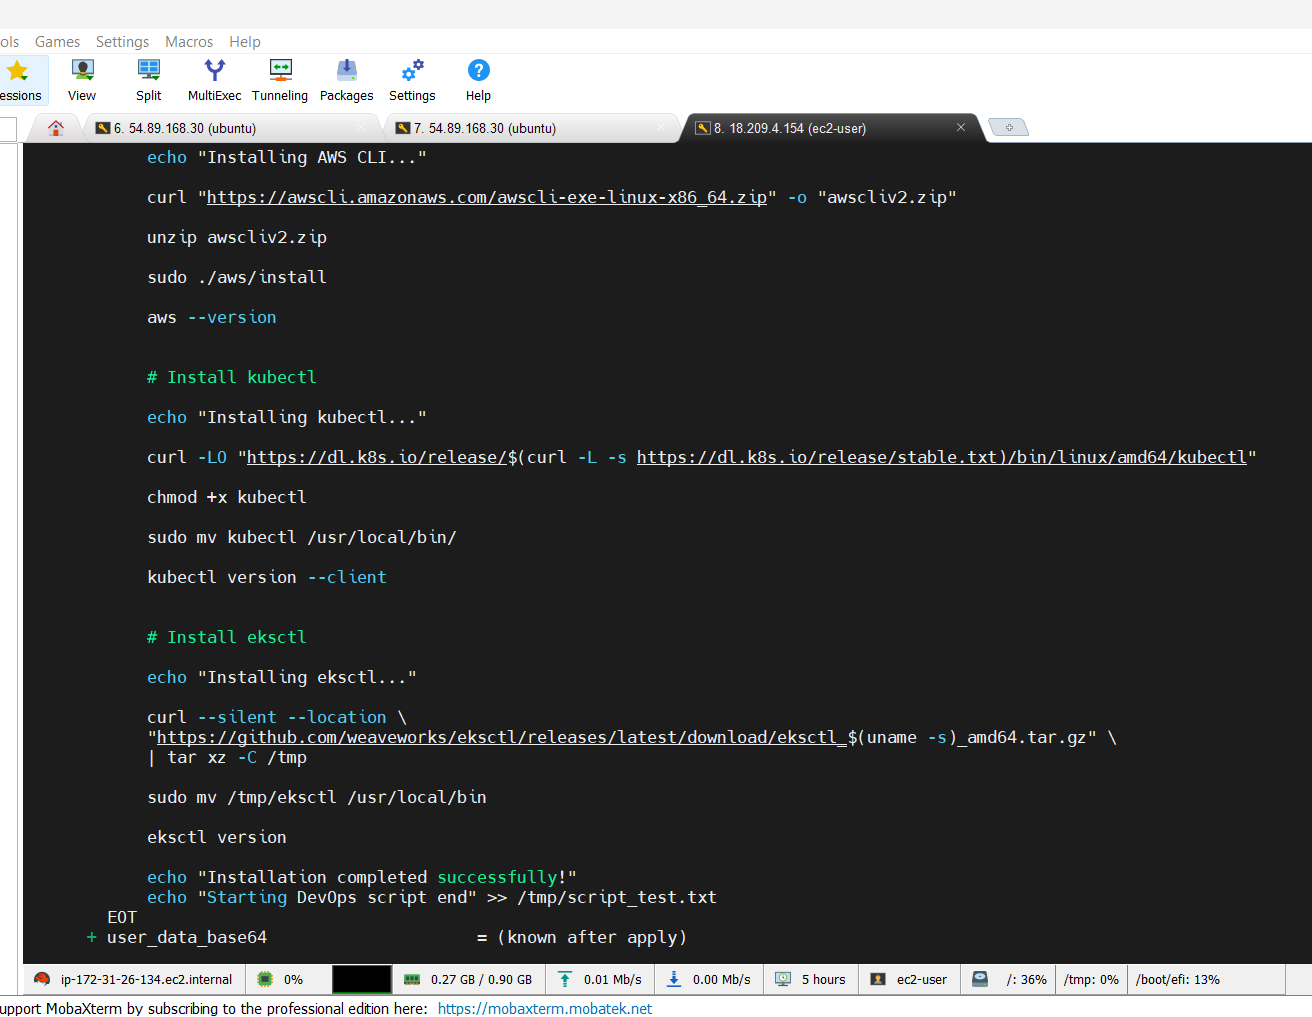 ols Games Settings Macros Help
essions View Split MultiExec Tunneling Packages Settings Help
6. 54.89.168.30 (ubuntu) 7. 54.89.168.30 (ubuntu) 8. 18.209.4.154 (ec2-user)
echo "Installing AWS CLI..."
curl "https://awscli.amazonaws.com/awscli-exe-linux-x86_64.zip" -o "awscliv2.zip"
unzip awscliv2.zip
sudo ./aws/install
aws --version
# Install kubectl
echo "Installing kubectl..."
curl -LO "https://dl.k8s.io/release/$(curl -L -s https://dl.k8s.io/release/stable.txt)/bin/linux/amd64/kubectl"
chmod +x kubectl
sudo mv kubectl /usr/local/bin/
kubectl version --client
# Install eksctl
echo "Installing eksctl..."
curl --silent --location \
"https://github.com/weaveworks/eksctl/releases/latest/download/eksctl_$(uname -s)_amd64.tar.gz" \
| tar xz -C /tmp
sudo mv /tmp/eksctl /usr/local/bin
eksctl version
echo "Installation completed successfully!"
echo "Starting DevOps script end" >> /tmp/script_test.txt
EOT
+ user_data_base64 = (known after apply)
ip-172-31-26-134.ec2.internal 0% 0.27 GB / 0.90 GB 0.01 Mb/s 0.00 Mb/s 5 hours ec2-user /: 36% /tmp: 0% /boot/efi: 13%
upport MobaXterm by subscribing to the professional edition here: https://mobaxterm.mobatek.net